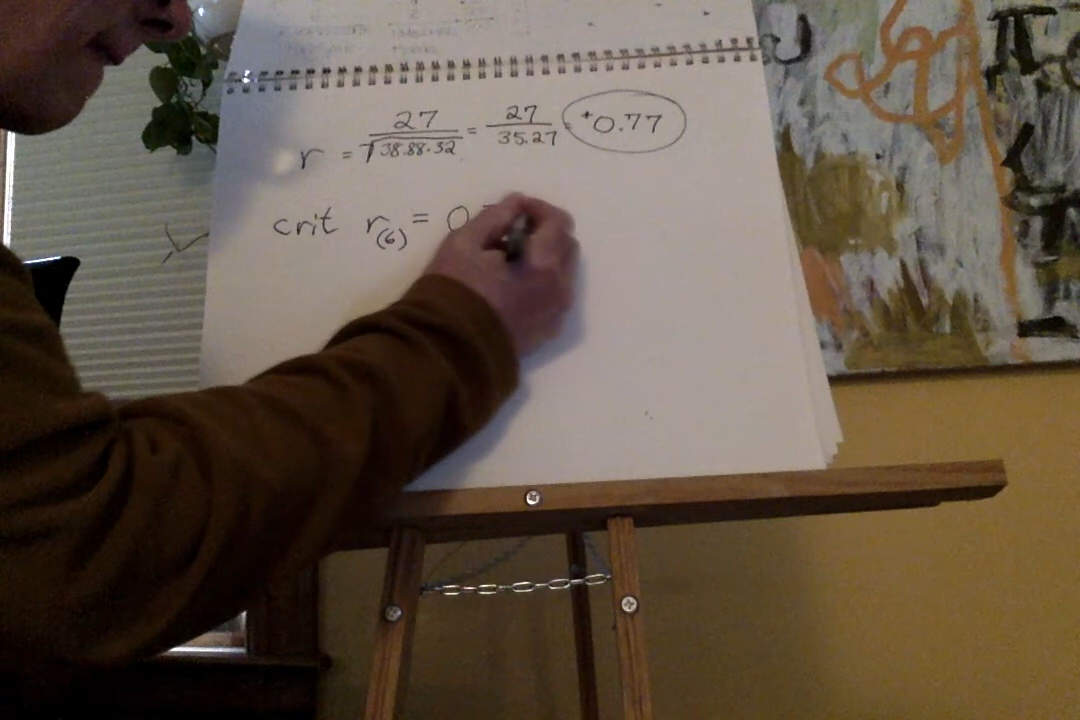 r = 27/√38.88·32 = 27/35.27 = +0.77
crit r(6) = 0.